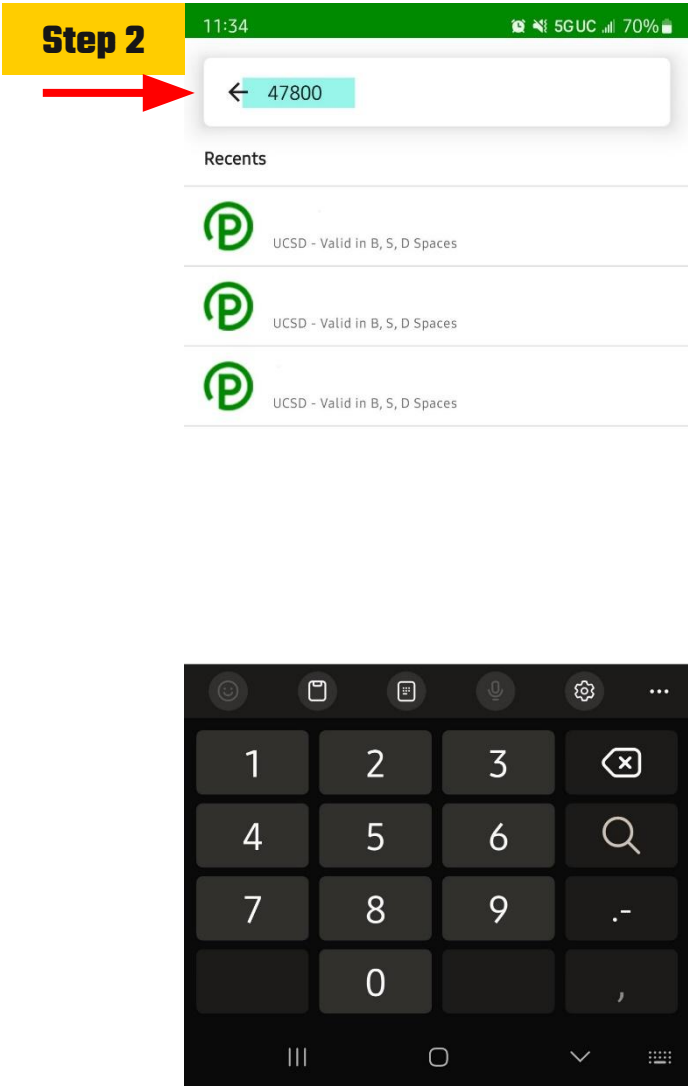 Step 2
11:34 5G UC 70%
47800
Recents
P
UCSD - Valid in B, S, D Spaces
P
UCSD - Valid in B, S, D Spaces
P
UCSD - Valid in B, S, D Spaces
1 2 3
4 5 6
7 8 9 .-
0 ,